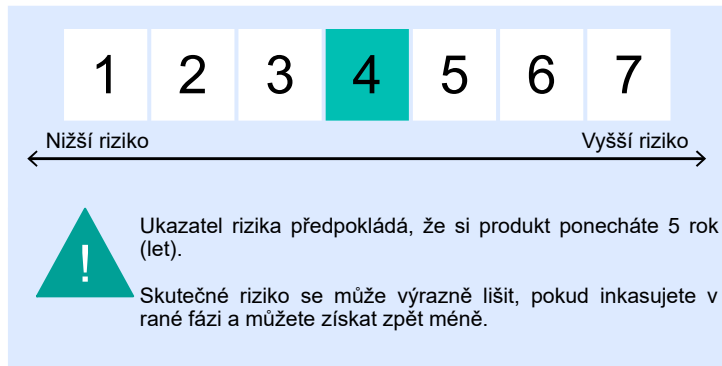 1 2 3 4 5 6 7
Nižší riziko Vyšší riziko
!
Ukazatel rizika předpokládá, že si produkt ponecháte 5 rok
(let).
Skutečné riziko se může výrazně lišit, pokud inkasujete v
rané fázi a můžete získat zpět méně.